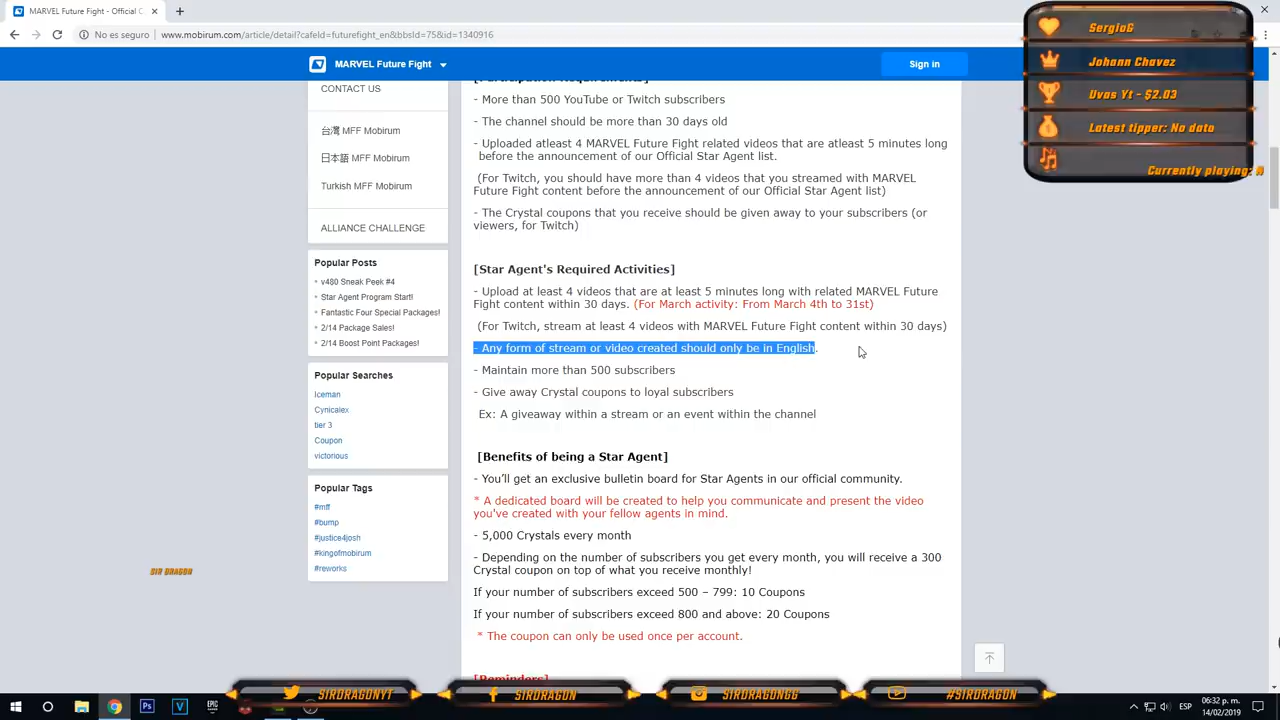 MARVEL Future Fight - Official C
No es seguro
www.mobirum.com/article/detail?cafeId=futurefight_en&bbsId=75&id=1340916
MARVEL Future Fight
Sign in
CONTACT US
台灣 MFF Mobirum
日本語 MFF Mobirum
Turkish MFF Mobirum
ALLIANCE CHALLENGE
Popular Posts
v480 Sneak Peek #4
Star Agent Program Start!
Fantastic Four Special Packages!
2/14 Package Sales!
2/14 Boost Point Packages!
Popular Searches
Iceman
Cynicalex
tier 3
Coupon
victorious
Popular Tags
#mff
#bump
#justice4josh
#kingofmobirum
#reworks
[Participation Requirements]
- More than 500 YouTube or Twitch subscribers
- The channel should be more than 30 days old
- Uploaded atleast 4 MARVEL Future Fight related videos that are atleast 5 minutes long
before the announcement of our Official Star Agent list.
(For Twitch, you should have more than 4 videos that you streamed with MARVEL
Future Fight content before the announcement of our Official Star Agent list)
- The Crystal coupons that you receive should be given away to your subscribers (or
viewers, for Twitch)
[Star Agent's Required Activities]
- Upload at least 4 videos that are at least 5 minutes long with related MARVEL Future
Fight content within 30 days. (For March activity: From March 4th to 31st)
(For Twitch, stream at least 4 videos with MARVEL Future Fight content within 30 days)
- Any form of stream or video created should only be in English.
- Maintain more than 500 subscribers
- Give away Crystal coupons to loyal subscribers
Ex: A giveaway within a stream or an event within the channel
[Benefits of being a Star Agent]
- You'll get an exclusive bulletin board for Star Agents in our official community.
* A dedicated board will be created to help you communicate and present the video
you've created with your fellow agents in mind.
- 5,000 Crystals every month
- Depending on the number of subscribers you get every month, you will receive a 300
Crystal coupon on top of what you receive monthly!
If your number of subscribers exceed 500 – 799: 10 Coupons
If your number of subscribers exceed 800 and above: 20 Coupons
* The coupon can only be used once per account.
[Reminders]
SergioG
Johann Chavez
Uvas Yt - $2.03
Latest tipper: No data
Currently playing: N
SIR DRAGON
SIRDRAGONYT
SIRDRAGON
SIRDRAGONGG
#SIRDRAGON
ESP
06:32 p. m.
14/02/2019